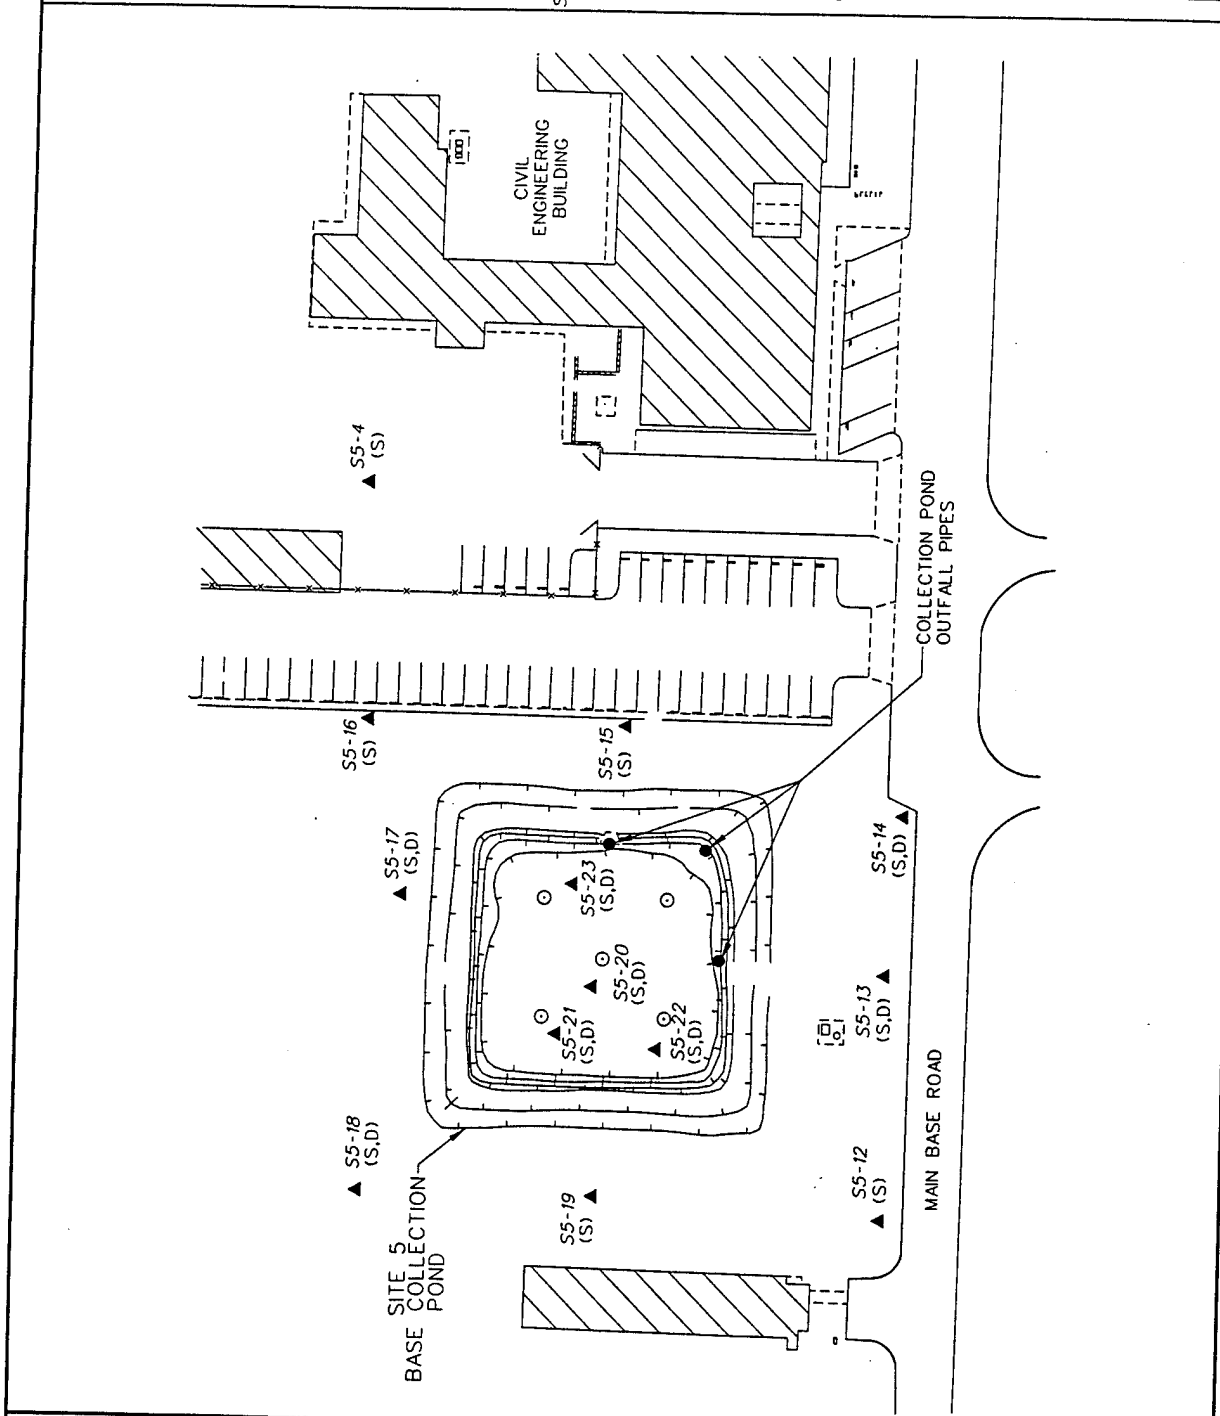 CIVIL
ENGINEERING
BUILDING
S5-4
(S)
COLLECTION POND
OUTFALL PIPES
S5-16
(S)
S5-15
(S)
S5-17
(S,D)
S5-23
(S,D)
S5-14
(S,D)
S5-20
(S,D)
S5-21
(S,D)
S5-22
(S,D)
S5-13
(S,D)
S5-18
(S,D)
S5-19
(S)
S5-12
(S)
MAIN BASE ROAD
SITE 5
BASE COLLECTION
POND